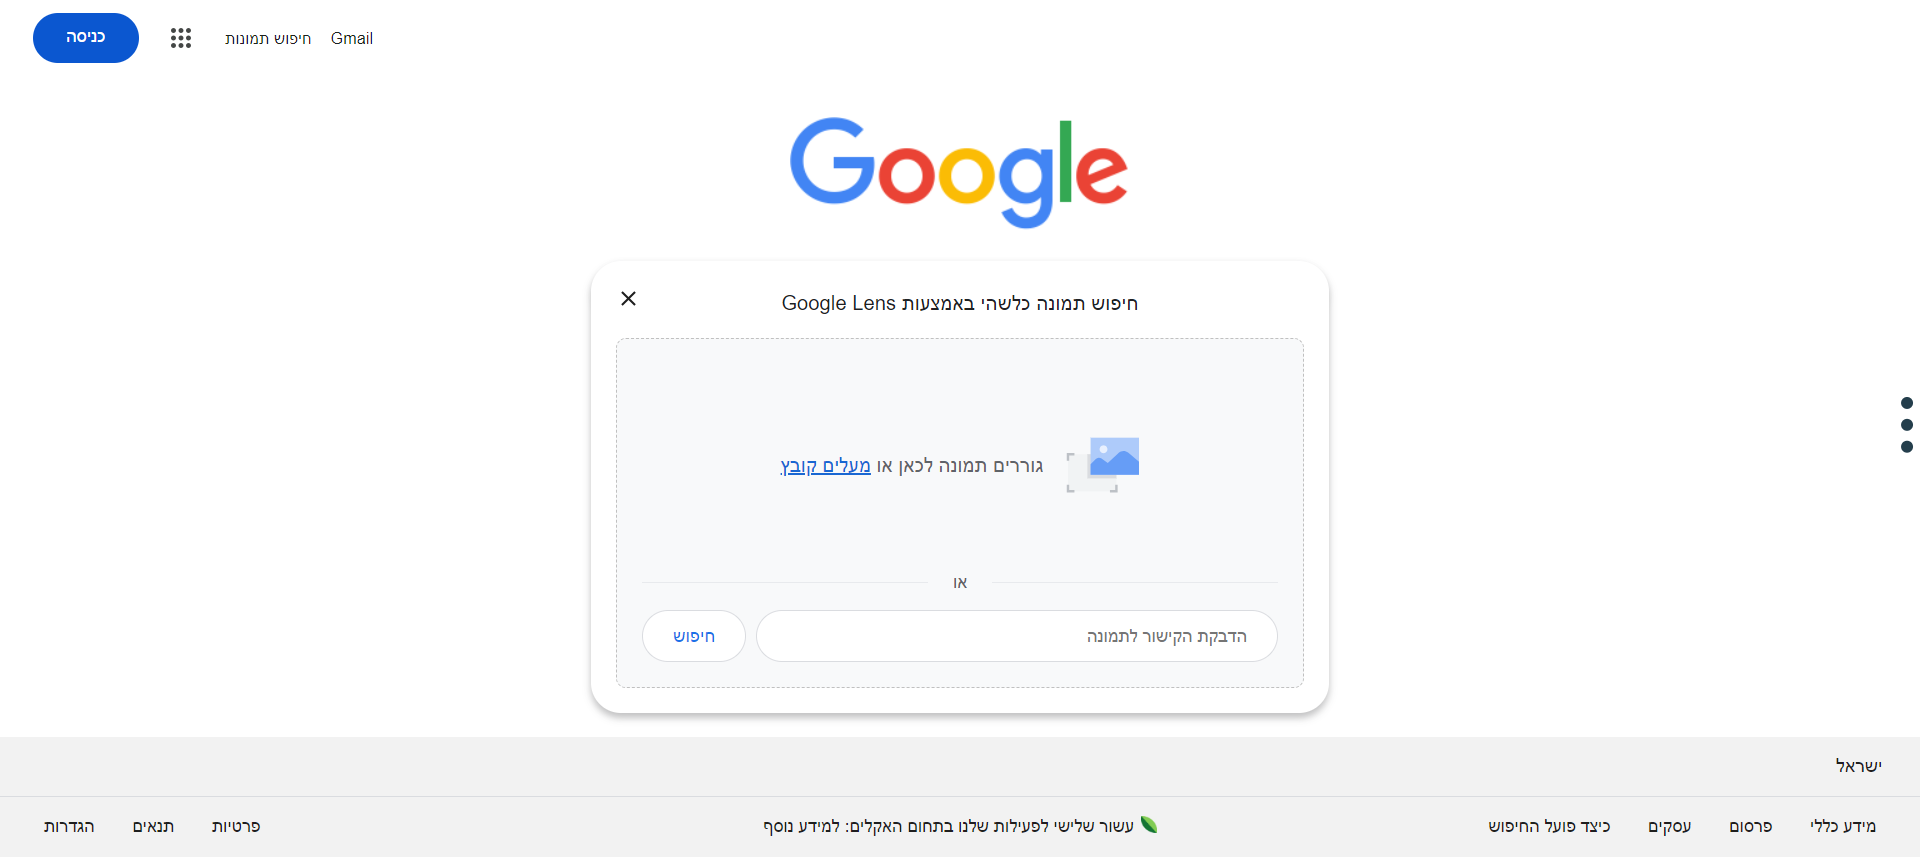 Gmail
חיפוש תמונות
כניסה
Google
חיפוש תמונה כלשהי באמצעות Google Lens
גוררים תמונה לכאן או מעלים קובץ
או
הדבקת הקישור לתמונה
חיפוש
ישראל
מידע כללי
פרסום
עסקים
כיצד פועל החיפוש
עשור שלישי לפעילות שלנו בתחום האקלים: למידע נוסף
פרטיות
תנאים
הגדרות